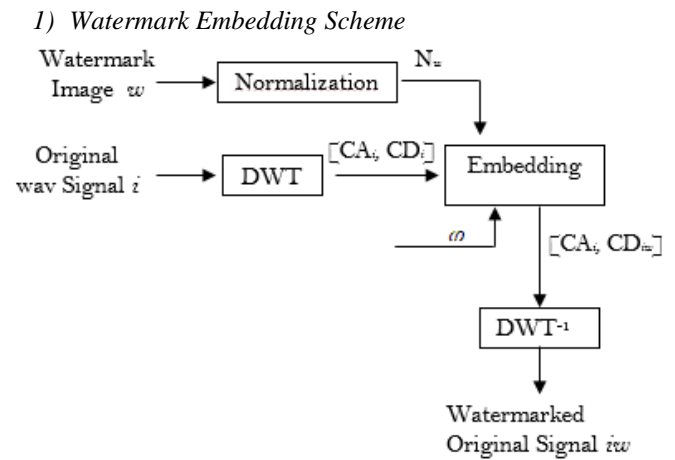 1) Watermark Embedding Scheme
Watermark
Image w
Normalization
N
Original
wav Signal i
DWT
[CAi, CDi]
Embedding
φ
[CAi, CDiw]
DWT-1
Watermarked
Original Signal iw